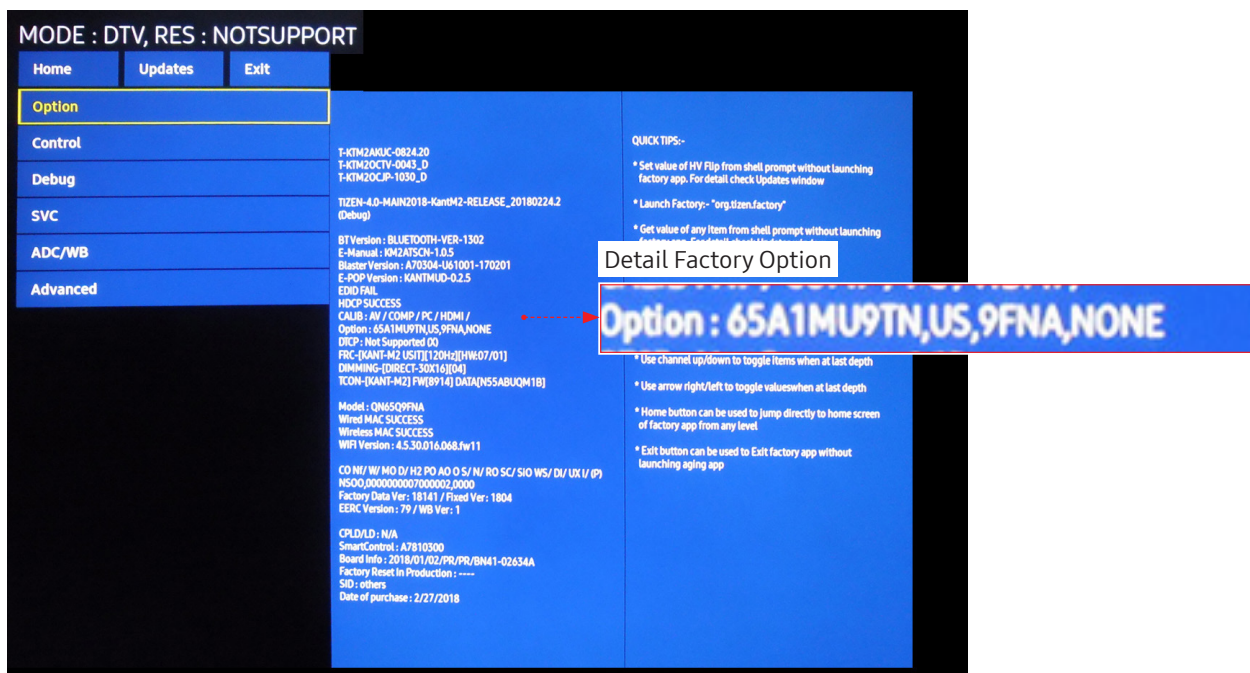 MODE : DTV, RES : NOTSUPPORT
Home
Updates
Exit
Option
Control
Debug
SVC
ADC/WB
Advanced
T-KTM2AKUC-0824.20
T-KTM2OCTV-0043_D
T-KTM2OCJP-1030_D
TIZEN-4.0-MAIN2018-KantM2-RELEASE_20180224.2
(Debug)
BT Version : BLUETOOTH-VER-1302
E-Manual : KM2ATSCN-1.0.5
Blaster Version : A70304-U61001-170201
E-POP Version : KANTMUD-0.2.5
EDID FAIL
HDCP SUCCESS
CALIB : AV / COMP / PC / HDMI /
Option : 65A1MU9TN,US,9FNA,NONE
DTCP : Not Supported (X)
FRC-[KANT-M2 USIT][120Hz][HW:07/01]
DIMMING-[DIRECT-30X16][04]
TCON-[KANT-M2] FW[8914] DATA[N55ABUQM1B]
Model : QN65Q9FNA
Wired MAC SUCCESS
Wireless MAC SUCCESS
WIFI Version : 4.5.30.016.068.fw11
CO Nf/ W/ MO D/ H2 PO AO O S/ N/ RO SC/ SIO WS/ DI/ UX I/ (P)
NSOO,0000000007000002,0000
Factory Data Ver : 18141 / Fixed Ver : 1804
EERC Version : 79 / WB Ver : 1
CPLD/LD : N/A
SmartControl : A7810300
Board Info : 2018/01/02/PR/PR/BN41-02634A
Factory Reset In Production : ----
SID : others
Date of purchase : 2/27/2018
QUICK TIPS:-
* Set value of HV Flip from shell prompt without launching
factory app. For detail check Updates window
* Launch Factory:- "org.tizen.factory"
* Get value of any item from shell prompt without launching
Detail Factory Option
Option : 65A1MU9TN,US,9FNA,NONE
* Use channel up/down to toggle items when at last depth
* Use arrow right/left to toggle valueswhen at last depth
* Home button can be used to jump directly to home screen
of factory app from any level
* Exit button can be used to Exit factory app without
launching aging app